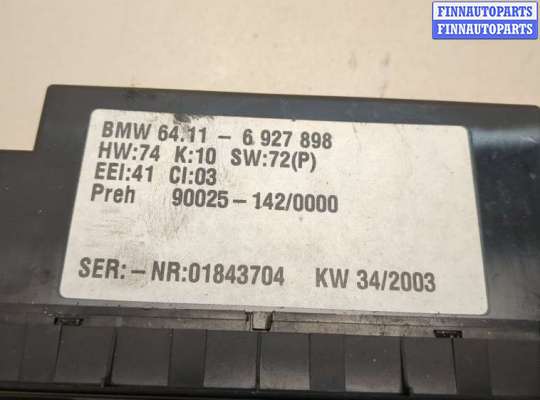 FINNAUTOPARTS
FINNAUTOPARTS
BMW 64.11 - 6 927 898
HW:74 K:10 SW:72(P)
EEI:41 CI:03
Preh 90025-142/0000
SER:-NR:01843704 KW 34/2003